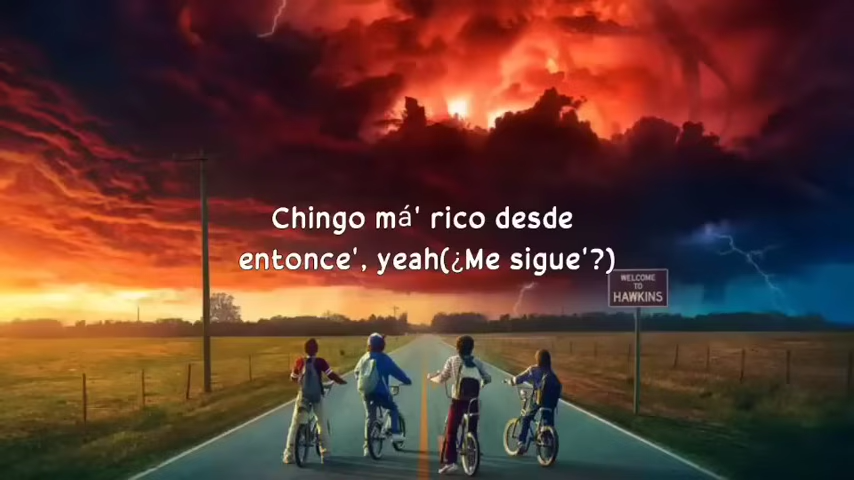 Chingo má' rico desde
entonce', yeah(¿Me sigue'?)
WELCOME
TO
HAWKINS